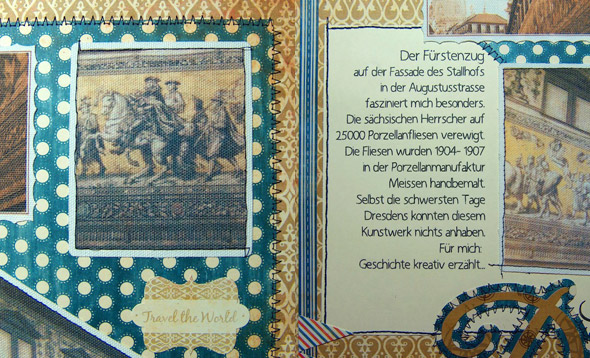 Travel the World
Der Fürstenzug
auf der Fassade des Stallhofs
in der Augustusstrasse
fasziniert mich besonders.
Die sächsischen Herrscher auf
25000 Porzellanfliesen verewigt.
Die Fliesen wurden 1904- 1907
in der Porzellanmanufaktur
Meissen handbemalt.
Selbst die schwersten Tage
Dresdens konnten diesem
Kunstwerk nichts anhaben.
Für mich:
Geschichte kreativ erzählt...